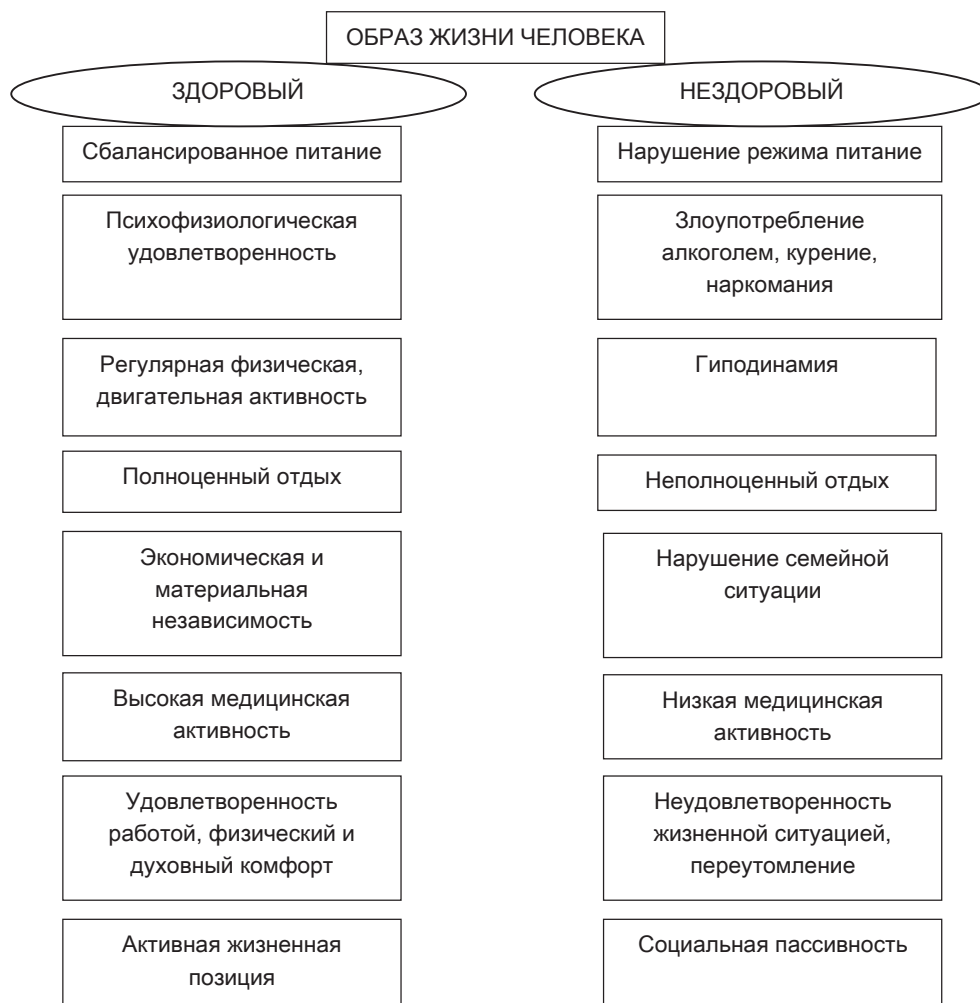 ОБРАЗ ЖИЗНИ ЧЕЛОВЕКА
ЗДОРОВЫЙ
Сбалансированное питание
Психофизиологическая
удовлетворенность
Регулярная физическая,
двигательная активность
Полноценный отдых
Экономическая и
материальная
независимость
Высокая медицинская
активность
Удовлетворенность
работой, физический и
духовный комфорт
Активная жизненная
позиция
НЕЗДОРОВЫЙ
Нарушение режима питание
Злоупотребление
алкоголем, курение,
наркомания
Гиподинамия
Неполноценный отдых
Нарушение семейной
ситуации
Низкая медицинская
активность
Неудовлетворенность
жизненной ситуацией,
переутомление
Социальная пассивность